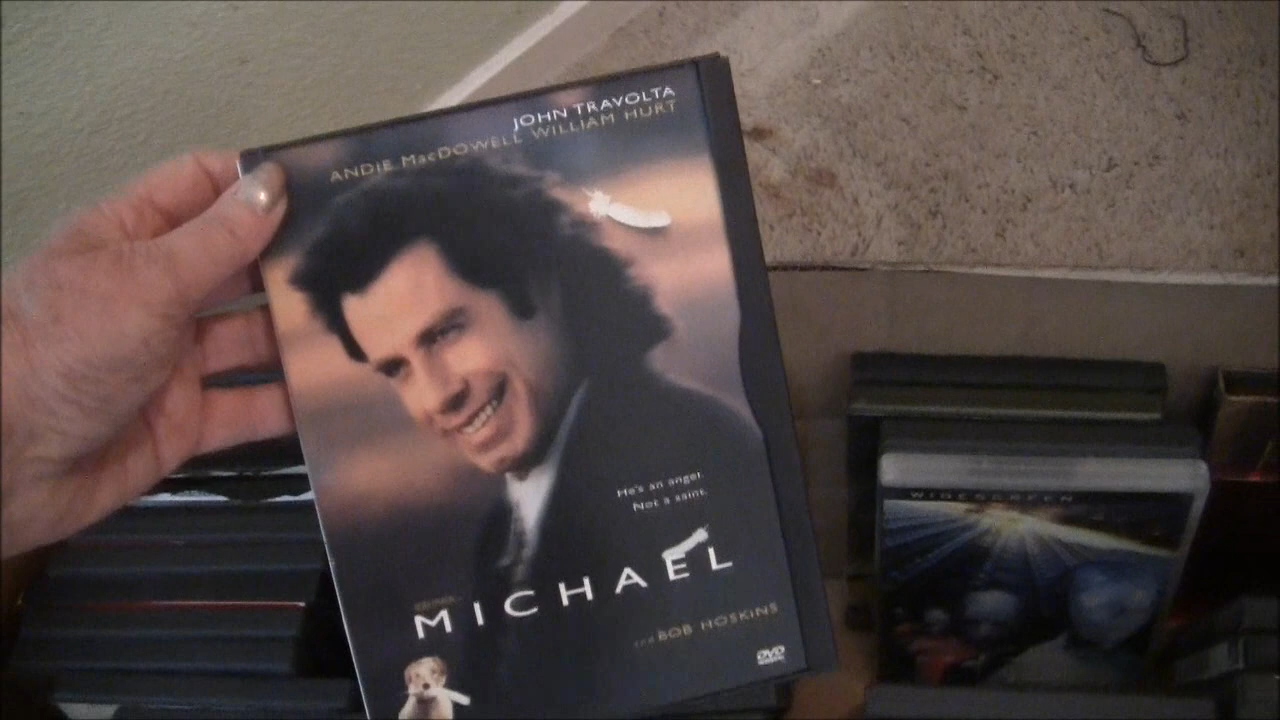 JOHN TRAVOLTA
ANDIE MacDOWELL WILLIAM HURT
He's an angel.
Not a saint.
MICHAEL
BOB HOSKINS
DVD
WIDESCREEN